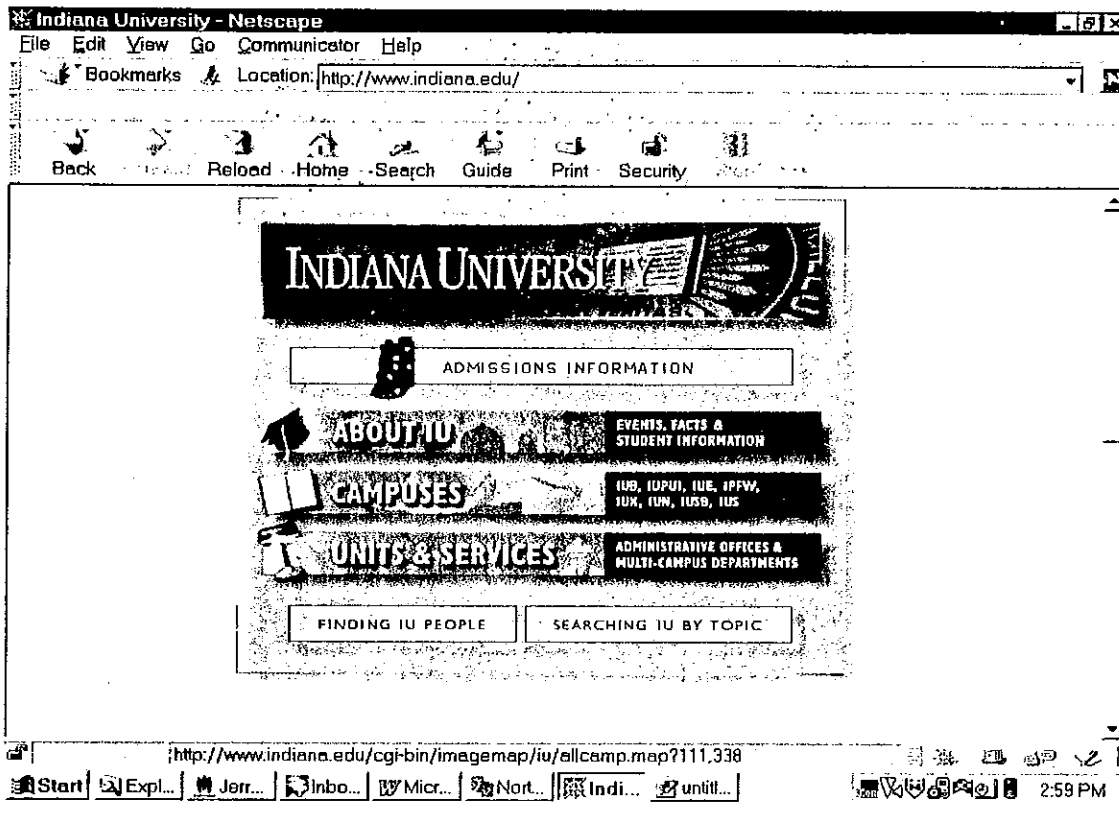 Indiana University - Netscape
File Edit View Go Communicator Help
Bookmarks Location: http://www.indiana.edu/
Back Reload Home Search Guide Print Security
INDIANA UNIVERSITY
ADMISSIONS INFORMATION
ABOUT IU
EVENTS, FACTS &
STUDENT INFORMATION
CAMPUSES
IUB, IUPUI, IUE, IPFW,
IUK, IUN, IUSB, IUS
UNITS & SERVICES
ADMINISTRATIVE OFFICES &
MULTI-CAMPUS DEPARTMENTS
FINDING IU PEOPLE SEARCHING IU BY TOPIC
http://www.indiana.edu/cgi-bin/imagemap/iu/allcamp.map?111,338
Start Expl... Jerr... Inbo... Micr... Nort... Indi... untitl... 2:59 PM